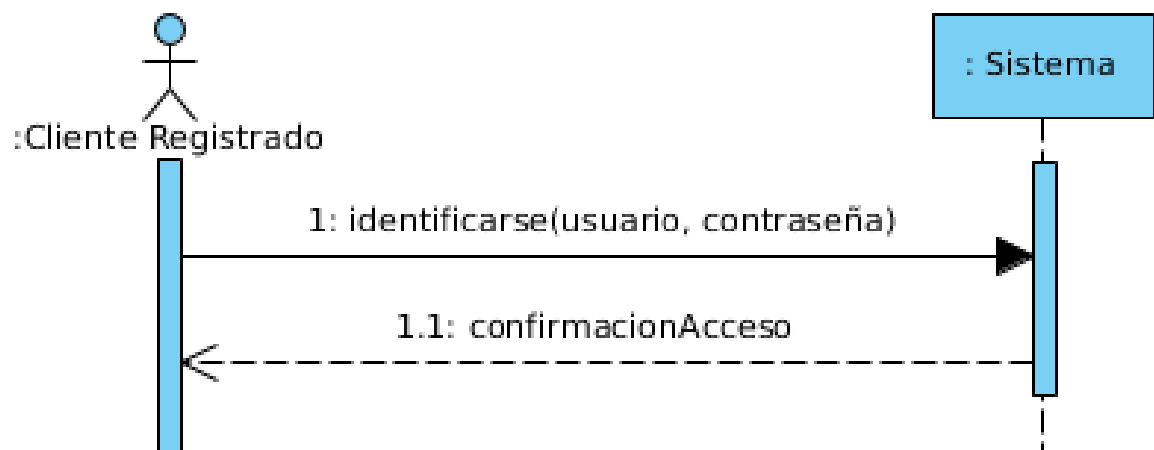 : Sistema
:Cliente Registrado
1: identificarse(usuario, contraseña)
1.1: confirmacionAcceso